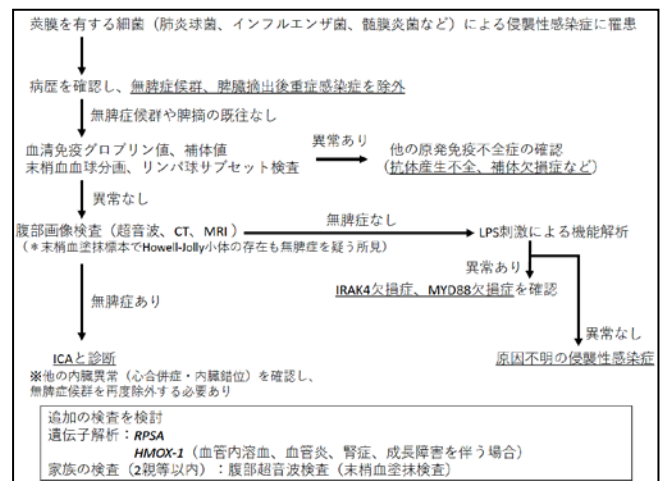 莢膜を有する細菌（肺炎球菌、インフルエンザ菌、髄膜炎菌など）による侵襲性感染症に罹患
病歴を確認し、無脾症候群、脾臓摘出後重症感染症を除外
無脾症候群や脾摘の既往なし
血清免疫グロブリン値、補体値
末梢血血球分画、リンパ球サブセット検査
異常あり
他の原発免疫不全症の確認
（抗体産生不全、補体欠損症など）
異常なし
腹部画像検査（超音波、CT、MRI ）
（＊末梢血塗抹標本でHowell-Jolly小体の存在も無脾症を疑う所見）
無脾症なし
LPS刺激による機能解析
異常あり
IRAK4欠損症、MYD88欠損症を確認
無脾症あり
異常なし
ICAと診断
原因不明の侵襲性感染症
※他の内臓異常（心合併症・内臓錯位）を確認し、
無脾症候群を再度除外する必要あり
追加の検査を検討
遺伝子解析：RPSA
HMOX-1（血管内溶血、血管炎、腎症、成長障害を伴う場合）
家族の検査（2親等以内）：腹部超音波検査（末梢血塗抹検査）